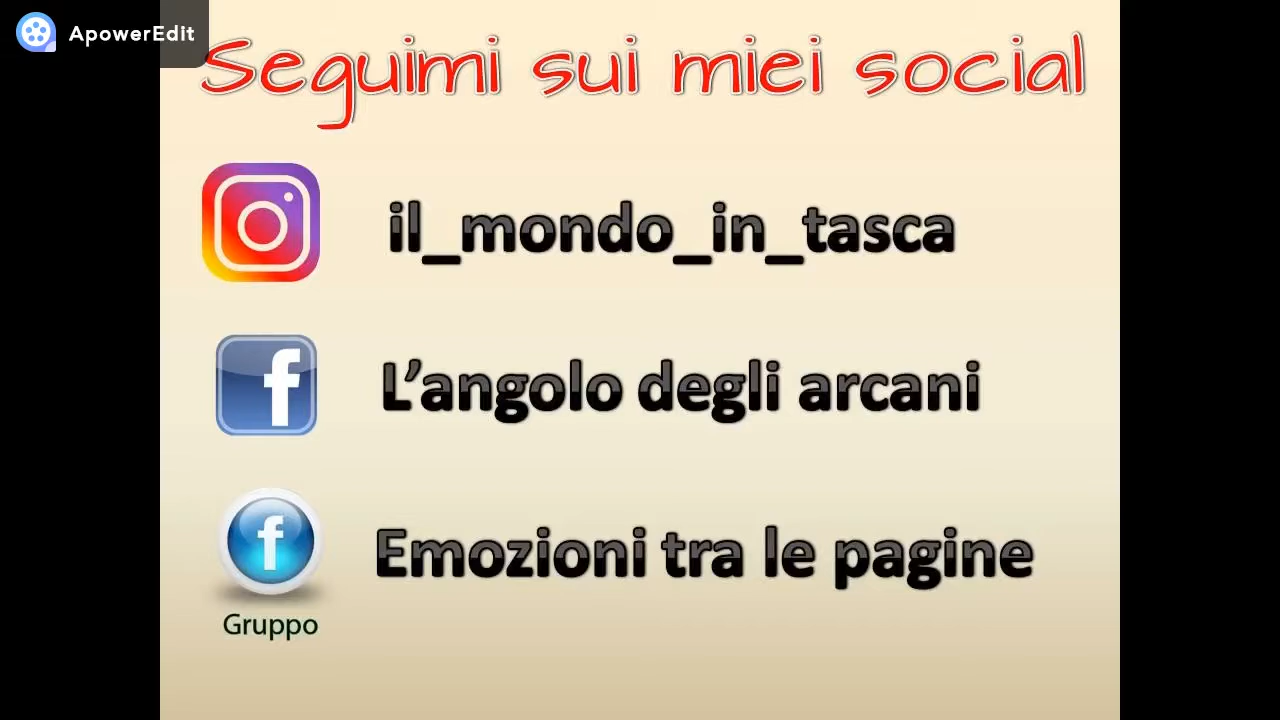 ApowerEdit
Seguimi sui miei social
il_mondo_in_tasca
L’angolo degli arcani
Emozioni tra le pagine
Gruppo